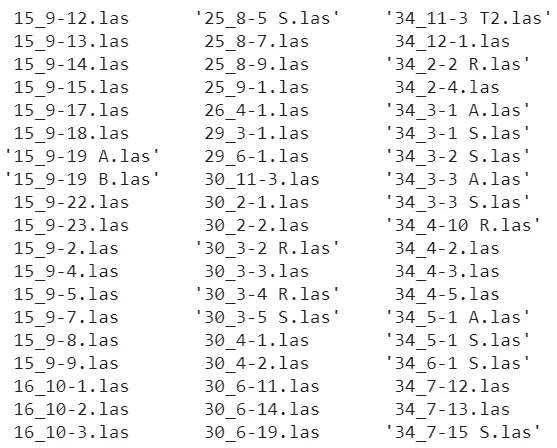 15_9-12.las '25_8-5 S.las' '34_11-3 T2.las'
15_9-13.las 25_8-7.las 34_12-1.las
15_9-14.las 25_8-9.las '34_2-2 R.las'
15_9-15.las 25_9-1.las 34_2-4.las
15_9-17.las 26_4-1.las '34_3-1 A.las'
15_9-18.las 29_3-1.las '34_3-1 S.las'
'15_9-19 A.las' 29_6-1.las '34_3-2 S.las'
'15_9-19 B.las' 30_11-3.las '34_3-3 A.las'
15_9-22.las 30_2-1.las '34_3-3 S.las'
15_9-23.las 30_2-2.las '34_4-10 R.las'
15_9-2.las '30_3-2 R.las' 34_4-2.las
15_9-4.las 30_3-3.las 34_4-3.las
15_9-5.las '30_3-4 R.las' 34_4-5.las
15_9-7.las '30_3-5 S.las' '34_5-1 A.las'
15_9-8.las 30_4-1.las '34_5-1 S.las'
15_9-9.las 30_4-2.las '34_6-1 S.las'
16_10-1.las 30_6-11.las 34_7-12.las
16_10-2.las 30_6-14.las 34_7-13.las
16_10-3.las 30_6-19.las '34_7-15 S.las'